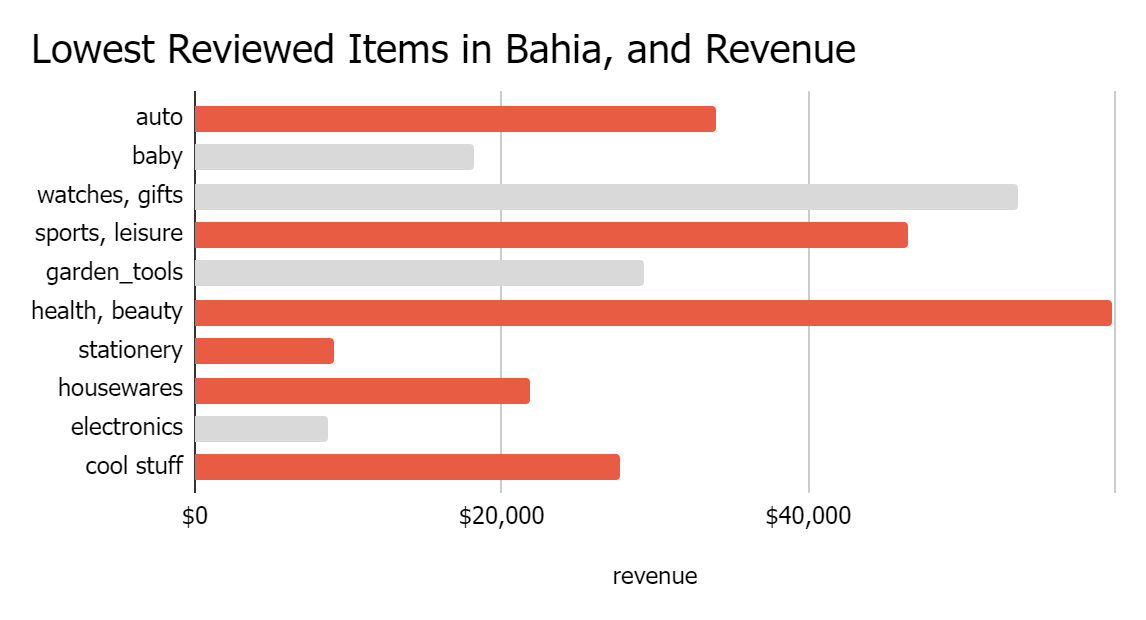 Lowest Reviewed Items in Bahia, and Revenue
auto
baby
watches, gifts
sports, leisure
garden_tools
health, beauty
stationery
housewares
electronics
cool stuff
$0 $20,000 $40,000
revenue